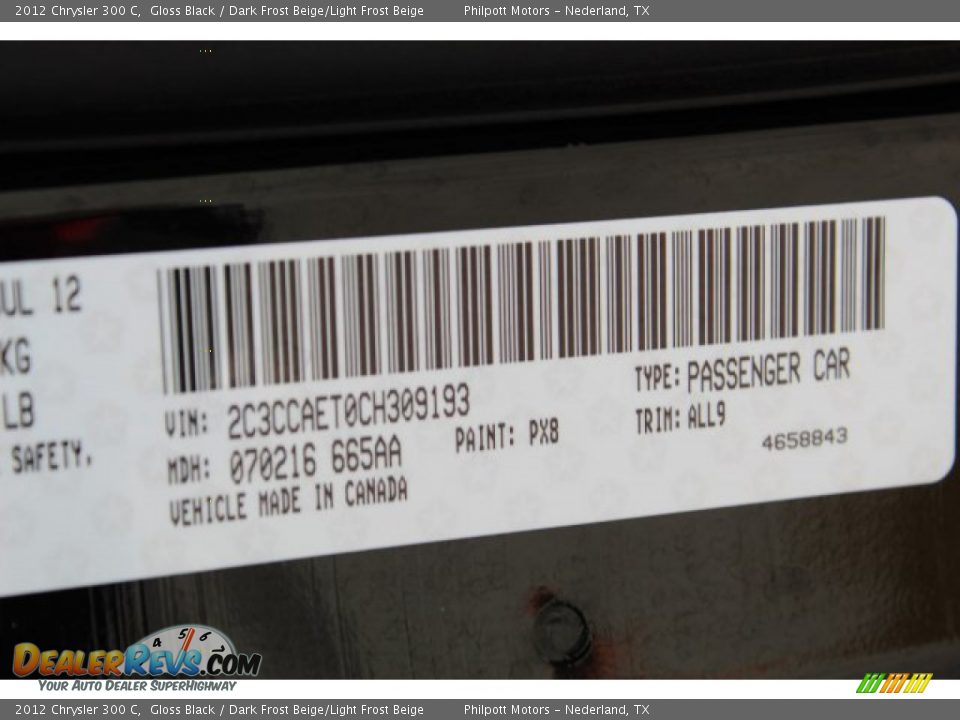 2012 Chrysler 300 C,  Gloss Black / Dark Frost Beige/Light Frost Beige  Philpott Motors – Nederland, TX
UL 12
KG
LB
SAFETY.
VIN: 2C3CCAET0CH309193
TYPE: PASSENGER CAR
MDH: 070216 665AA
PAINT: PX8
TRIM: ALL9
VEHICLE MADE IN CANADA
4658843
4 5 6
DEALERREVS.COM
YOUR AUTO DEALER SUPERHIGHWAY
2012 Chrysler 300 C,  Gloss Black / Dark Frost Beige/Light Frost Beige  Philpott Motors – Nederland, TX